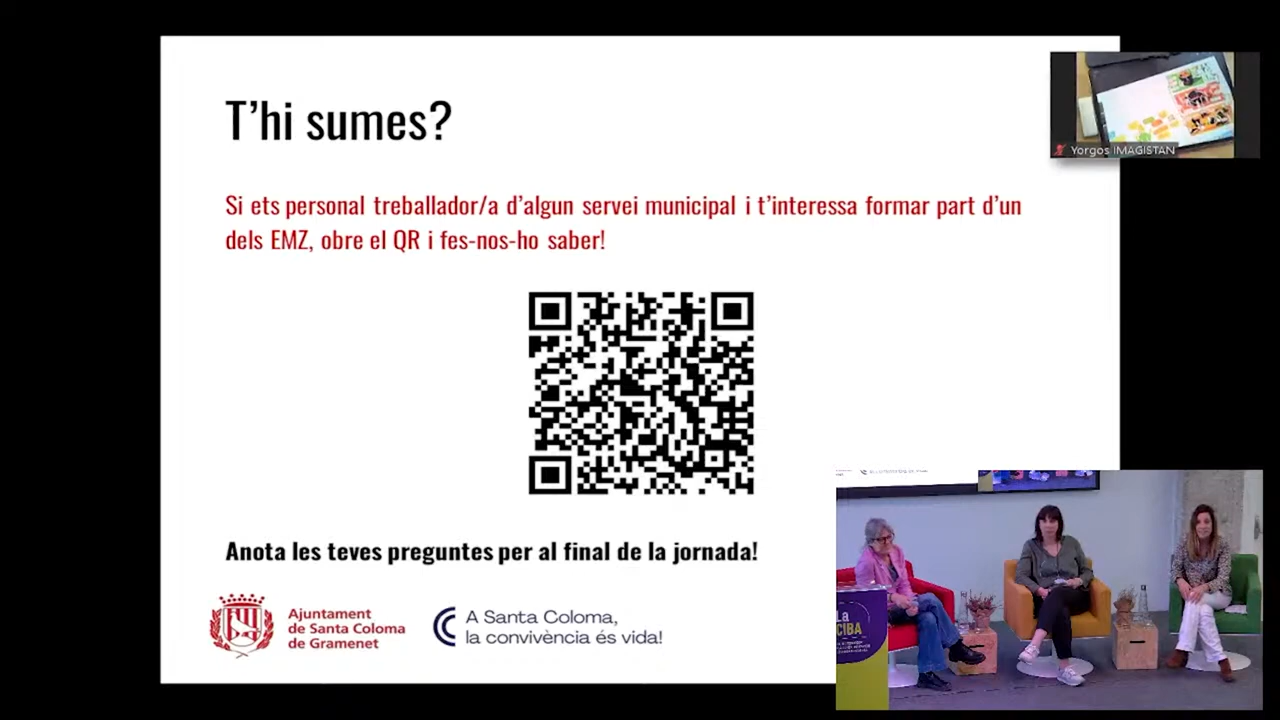 T'hi sumes?
Si ets personal treballador/a d'algun servei municipal i t'interessa formar part d'un
dels EMZ, obre el QR i fes-nos-ho saber!
Anota les teves preguntes per al final de la jornada!
Ajuntament
de Santa Coloma
de Gramenet
A Santa Coloma,
la convivència és vida!
Yorgos IMAGISTAN
La
CIBA